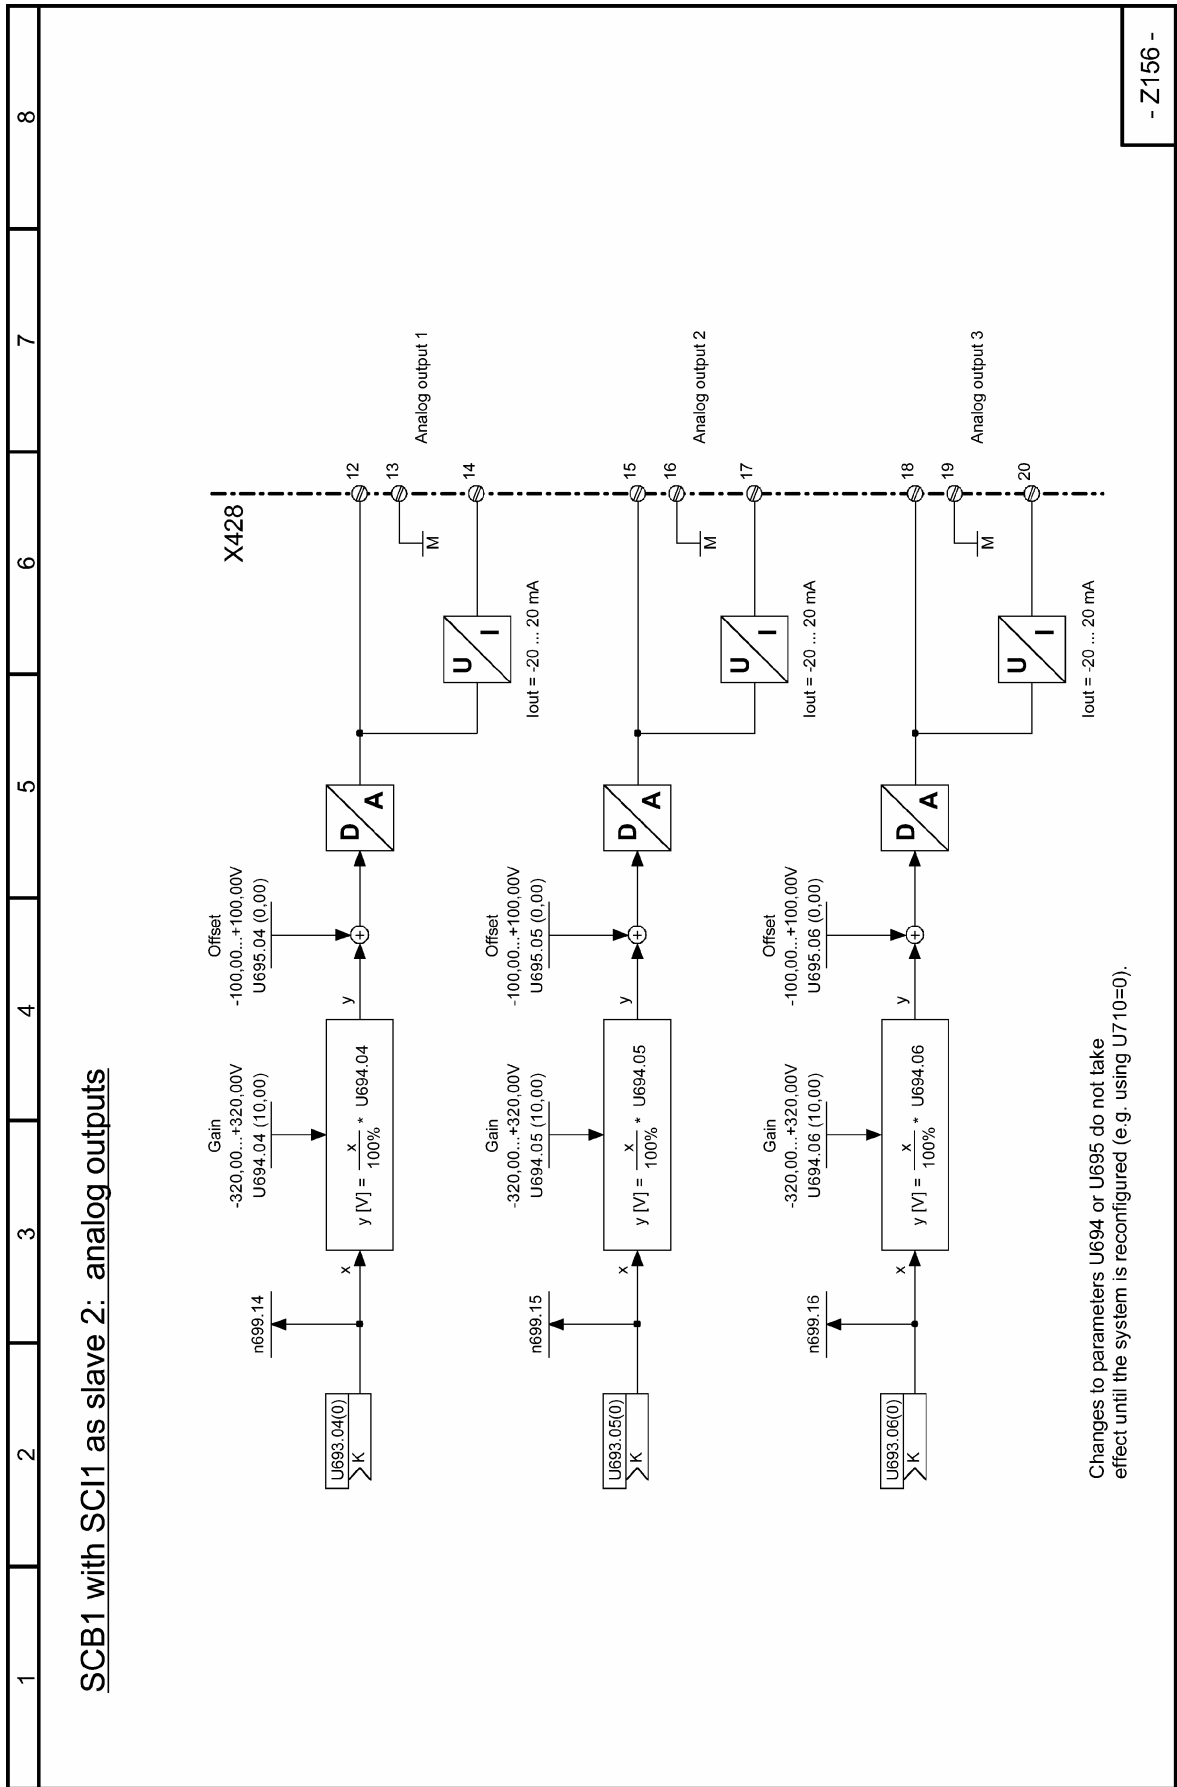 1 2 3 4 5 6 7 8
SCB1 with SCI1 as slave 2: analog outputs
X428
n699.14
Gain
-320,00...+320,00V
U694.04 (10,00)
Offset
-100,00...+100,00V
U695.04 (0,00)
U693.04(0)
K
x
y [V] = x / 100% * U694.04
y
+
D
A
U
I
Iout = -20 ... 20 mA
M
12
13
14
Analog output 1
n699.15
Gain
-320,00...+320,00V
U694.05 (10,00)
Offset
-100,00...+100,00V
U695.05 (0,00)
U693.05(0)
K
x
y [V] = x / 100% * U694.05
y
+
D
A
U
I
Iout = -20 ... 20 mA
M
15
16
17
Analog output 2
n699.16
Gain
-320,00...+320,00V
U694.06 (10,00)
Offset
-100,00...+100,00V
U695.06 (0,00)
U693.06(0)
K
x
y [V] = x / 100% * U694.06
y
+
D
A
U
I
Iout = -20 ... 20 mA
M
18
19
20
Analog output 3
Changes to parameters U694 or U695 do not take
effect until the system is reconfigured (e.g. using U710=0).
- Z156 -